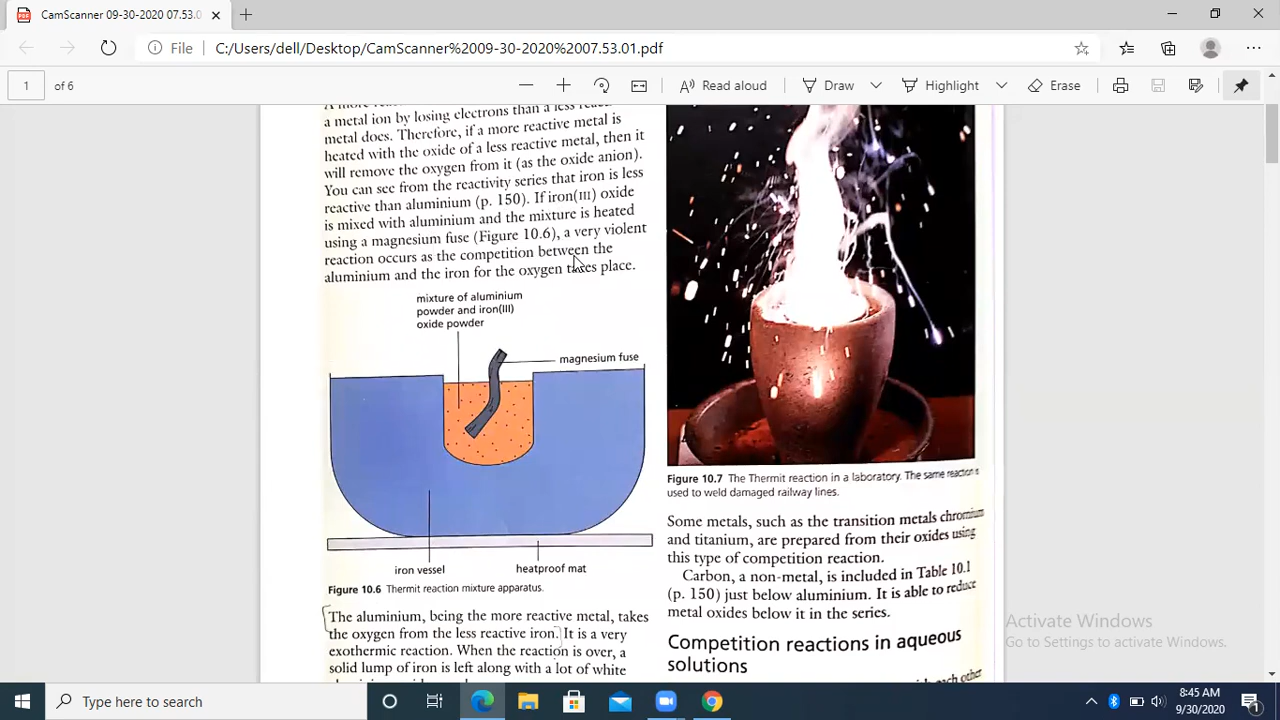 CamScanner 09-30-2020 07.53.0
File C:/Users/dell/Desktop/CamScanner%2009-30-2020%2007.53.01.pdf
1 of 6 Read aloud Draw Highlight Erase
a metal ion by losing electrons than a less
metal does. Therefore, if a more reactive metal is
heated with the oxide of a less reactive metal, then it
will remove the oxygen from it (as the oxide anion).
You can see from the reactivity series that iron is less
reactive than aluminium (p. 150). If iron(III) oxide
is mixed with aluminium and the mixture is heated
using a magnesium fuse (Figure 10.6), a very violent
reaction occurs as the competition between the
aluminium and the iron for the oxygen takes place.
mixture of aluminium
powder and iron(III)
oxide powder
magnesium fuse
iron vessel
heatproof mat
Figure 10.6 Thermit reaction mixture apparatus.
The aluminium, being the more reactive metal, takes
the oxygen from the less reactive iron. It is a very
exothermic reaction. When the reaction is over, a
solid lump of iron is left along with a lot of white
Figure 10.7 The Thermit reaction in a laboratory. The same reaction is
used to weld damaged railway lines.
Some metals, such as the transition metals chromium
and titanium, are prepared from their oxides using
this type of competition reaction.
Carbon, a non-metal, is included in Table 10.1
(p. 150) just below aluminium. It is able to reduce
metal oxides below it in the series.
Competition reactions in aqueous
solutions
each other
Activate Windows
Go to Settings to activate Windows.
Type here to search
8:45 AM
9/30/2020